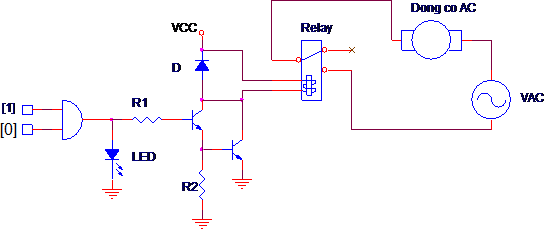 Dong co AC
VCC
Relay
D
VAC
[1]
R1
[0]
LED
R2